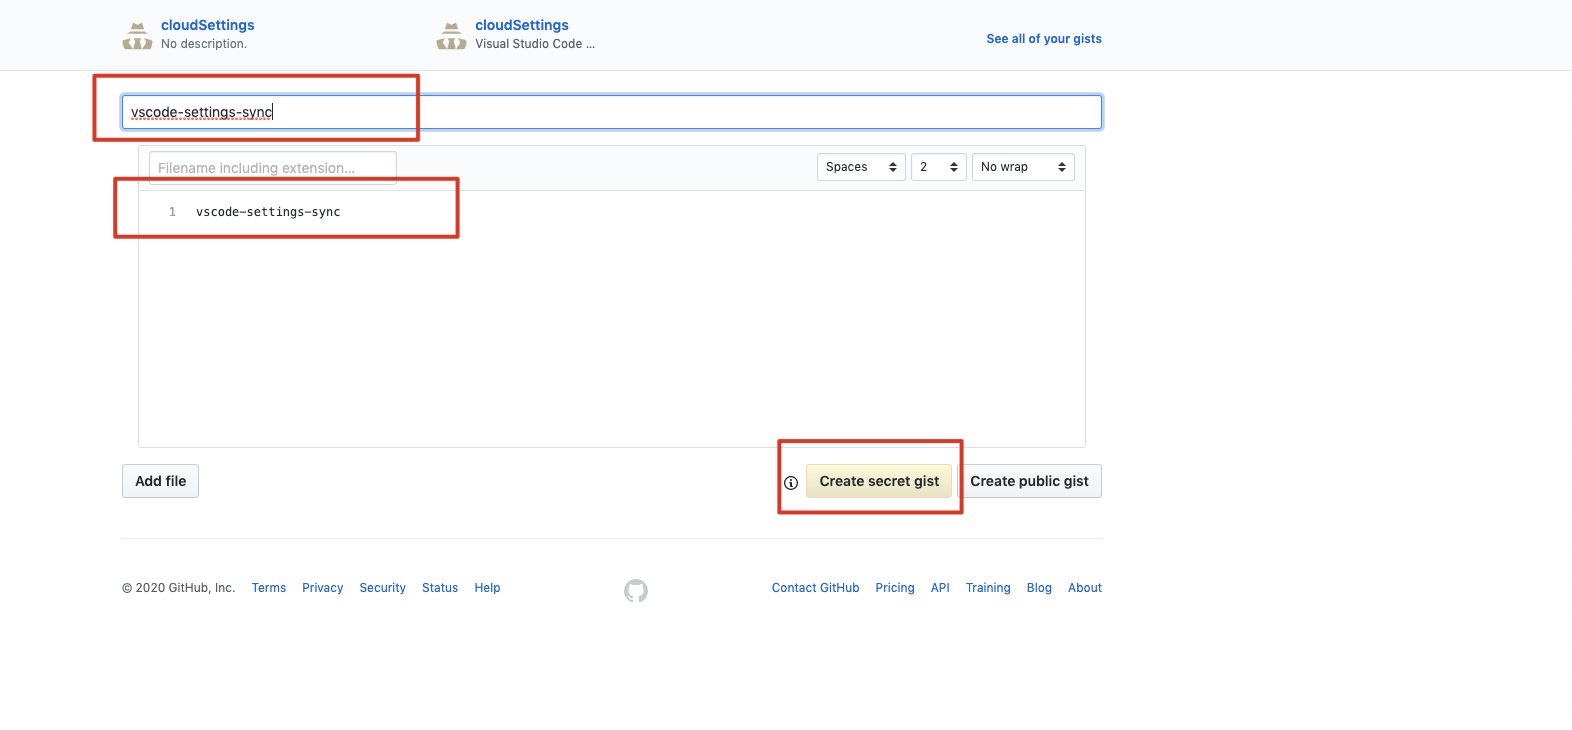 cloudSettings
No description.
cloudSettings
Visual Studio Code ...
See all of your gists
vscode-settings-sync
Filename including extension...
Spaces
2
No wrap
1 vscode-settings-sync
Add file
Create secret gist
Create public gist
© 2020 GitHub, Inc. Terms Privacy Security Status Help
Contact GitHub Pricing API Training Blog About